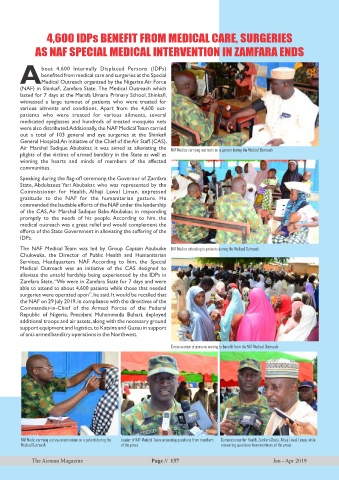 4,600 IDPs BENEFIT FROM MEDICAL CARE, SURGERIES
AS NAF SPECIAL MEDICAL INTERVENTION IN ZAMFARA ENDS
About 4,600 Internally Displaced Persons (IDPs)
benefited from medical care and surgeries at the Special
Medical Outreach organized by the Nigerian Air Force
(NAF) in Shinkafi, Zamfara State. The Medical Outreach which
lasted for 7 days at the Marafa Umara Primary School, Shinkafi,
witnessed a large turnout of patients who were treated for
various ailments and conditions. Apart from the 4,600 out-
patients who were treated for various ailments, several
medicated eyeglasses and hundreds of treated mosquito nets
were also distributed. Additionally, the NAF Medical Team carried
out a total of 103 general and eye surgeries at the Shinkafi
General Hospital. An initiative of the Chief of the Air Staff (CAS),
Air Marshal Sadique Abubakar, it was aimed at alleviating the
plights of the victims of armed banditry in the State as well as
winning the hearts and minds of members of the affected
communities.
Speaking during the flag-off ceremony, the Governor of Zamfara
State, Abdulazeez Yari Abubakar, who was represented by the
Commissioner for Health, Alhaji Lawal Liman, expressed
gratitude to the NAF for the humanitarian gesture. He
commended the laudable efforts of the NAF under the leadership
of the CAS, Air Marshal Sadique Baba Abubakar, in responding
promptly to the needs of his people. According to him, the
medical outreach was a great relief and would complement the
efforts of the State Government in alleviating the suffering of the
IDPs.
The NAF Medical Team was led by Group Captain Azubuike
Chukwuka, the Director of Public Health and Humanitarian
Services, Headquarters NAF. According to him, the Special
Medical Outreach was an initiative of the CAS designed to
alleviate the untold hardship being experienced by the IDPs in
Zamfara State. "We were in Zamfara State for 7 days and were
able to attend to about 4,600 patients while those that needed
surgeries were operated upon", he said. It would be recalled that
the NAF on 29 July 2019, in compliance with the directives of the
Commander-in-Chief of the Armed Forces of the Federal
Republic of Nigeria, President Muhammadu Buhari, deployed
additional troops and air assets, along with the necessary ground
support equipment and logistics, to Katsina and Gusau in support
of anti-armed banditry operations in the Northwest.
NAF Medics carrying out tests on a patient during the Medical Outreach
NAF Medics attending to patients during the Medical Outreach
Cross section of persons waiting to benefit from the NAF Medical Outreach
NAF Medic carrying out eye examination on a patient during the
Medical Outreach
Leader of NAF Medical Team answering questions from members
of the press
Commissioner for Health, Zamfara State, Alhaji Lawal Liman, while
answering questions from members of the press
The Airman Magazine Page // 137 Jan - Apr 2019